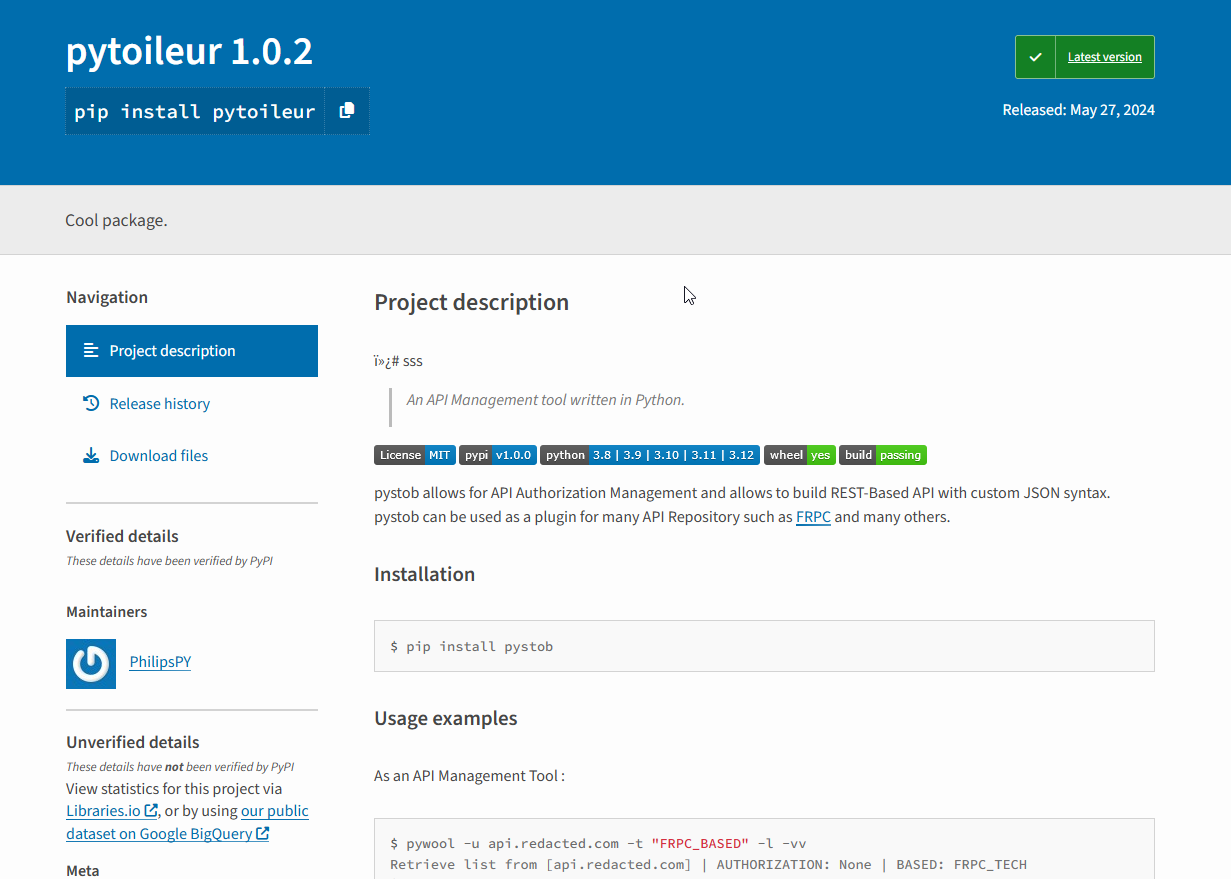 pytoileur 1.0.2
Latest version
pip install pytoileur
Released: May 27, 2024
Cool package.
Navigation
Project description
Release history
Download files
Verified details
These details have been verified by PyPI
Maintainers
PhilipsPY
Unverified details
These details have not been verified by PyPI
View statistics for this project via
Libraries.io, or by using our public
dataset on Google BigQuery
Meta
Project description
ï»¿# sss
An API Management tool written in Python.
License MIT pypi v1.0.0 python 3.8 | 3.9 | 3.10 | 3.11 | 3.12 wheel yes build passing
pystob allows for API Authorization Management and allows to build REST-Based API with custom JSON syntax.
pystob can be used as a plugin for many API Repository such as FRPC and many others.
Installation
$ pip install pystob
Usage examples
As an API Management Tool :
$ pywool -u api.redacted.com -t "FRPC_BASED" -l -vv
Retrieve list from [api.redacted.com] | AUTHORIZATION: None | BASED: FRPC_TECH